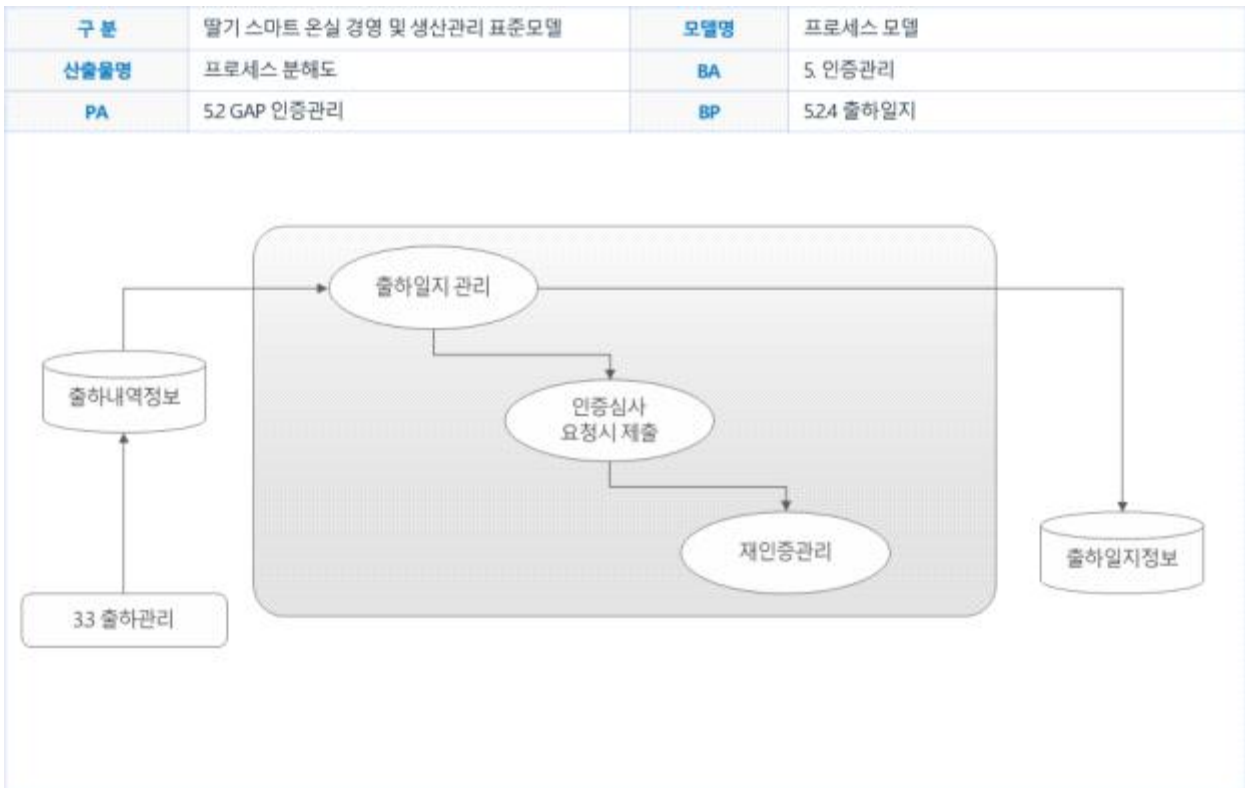 구 분 딸기 스마트 온실 경영 및 생산관리 표준모델 모델명 프로세스 모델
산출물명 프로세스 분해도 BA 5. 인증관리
PA 5.2 GAP 인증관리 BP 5.2.4 출하일지
출하일지 관리
출하내역정보
인증심사
요청시 제출
재인증관리
출하일지정보
3.3 출하관리